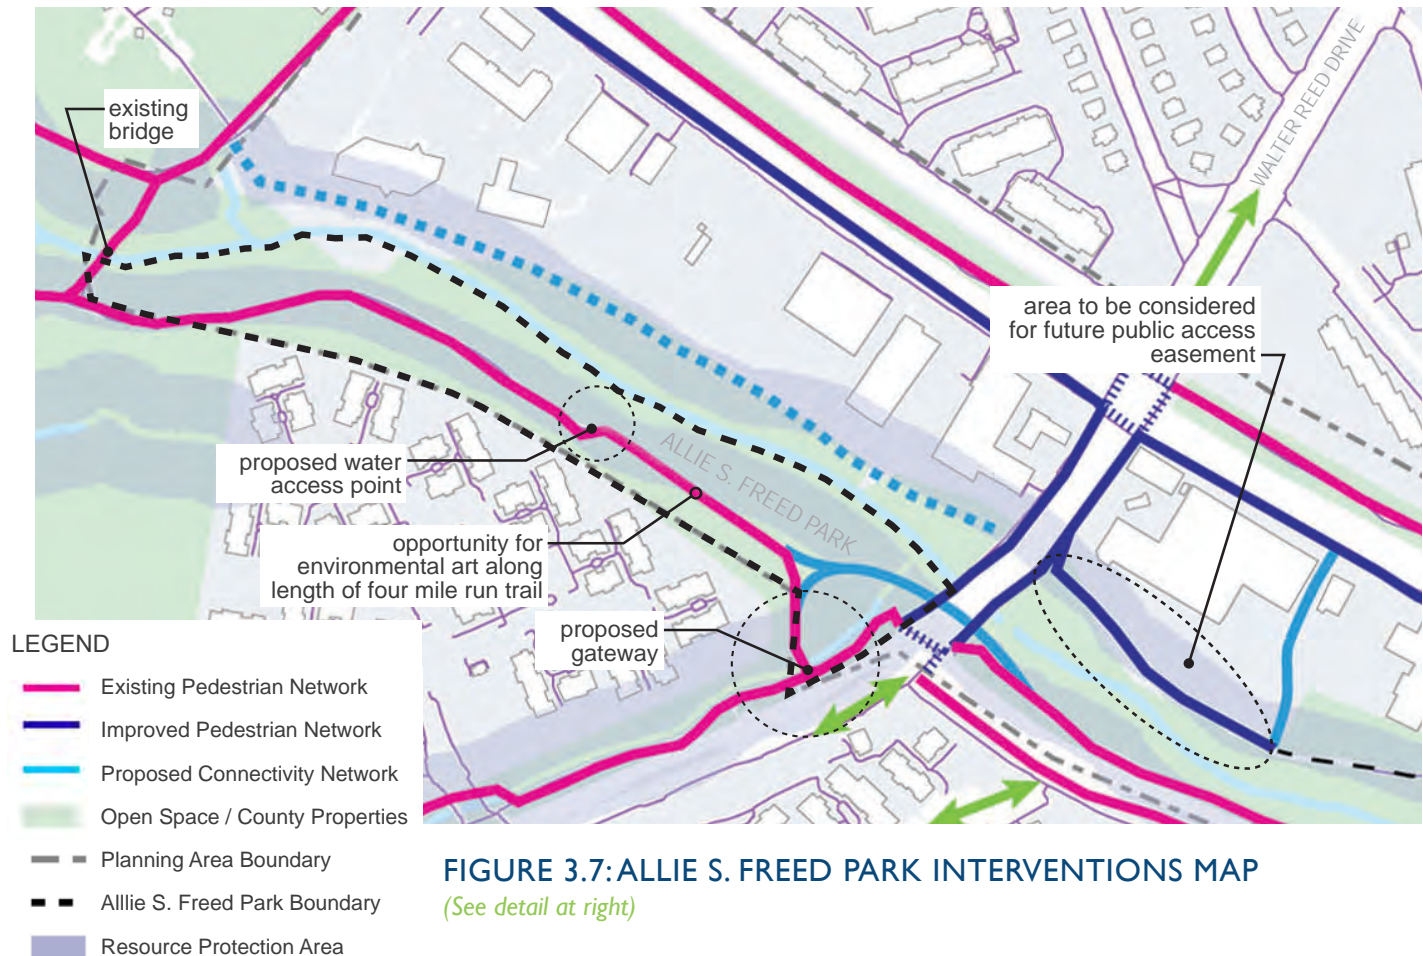 existing
bridge
WALTER REED DRIVE
area to be considered
for future public access
easement
ALLIE S. FREED PARK
proposed water
access point
opportunity for
environmental art along
length of four mile run trail
proposed
gateway
LEGEND
Existing Pedestrian Network
Improved Pedestrian Network
Proposed Connectivity Network
Open Space / County Properties
Planning Area Boundary
Alllie S. Freed Park Boundary
Resource Protection Area
FIGURE 3.7: ALLIE S. FREED PARK INTERVENTIONS MAP
(See detail at right)